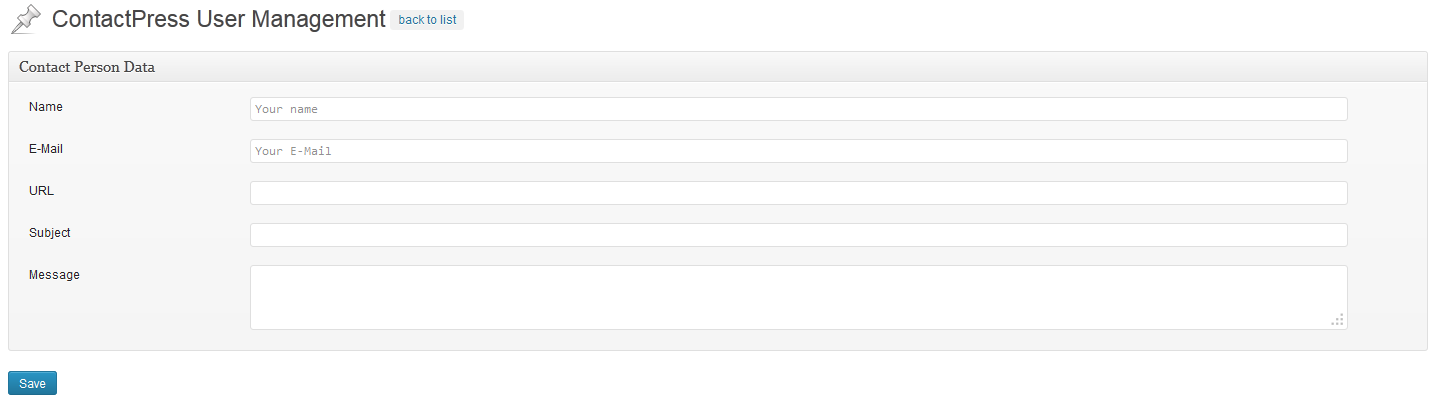 ContactPress User Management back to list
Contact Person Data
Name Your name
E-Mail Your E-Mail
URL
Subject
Message
Save